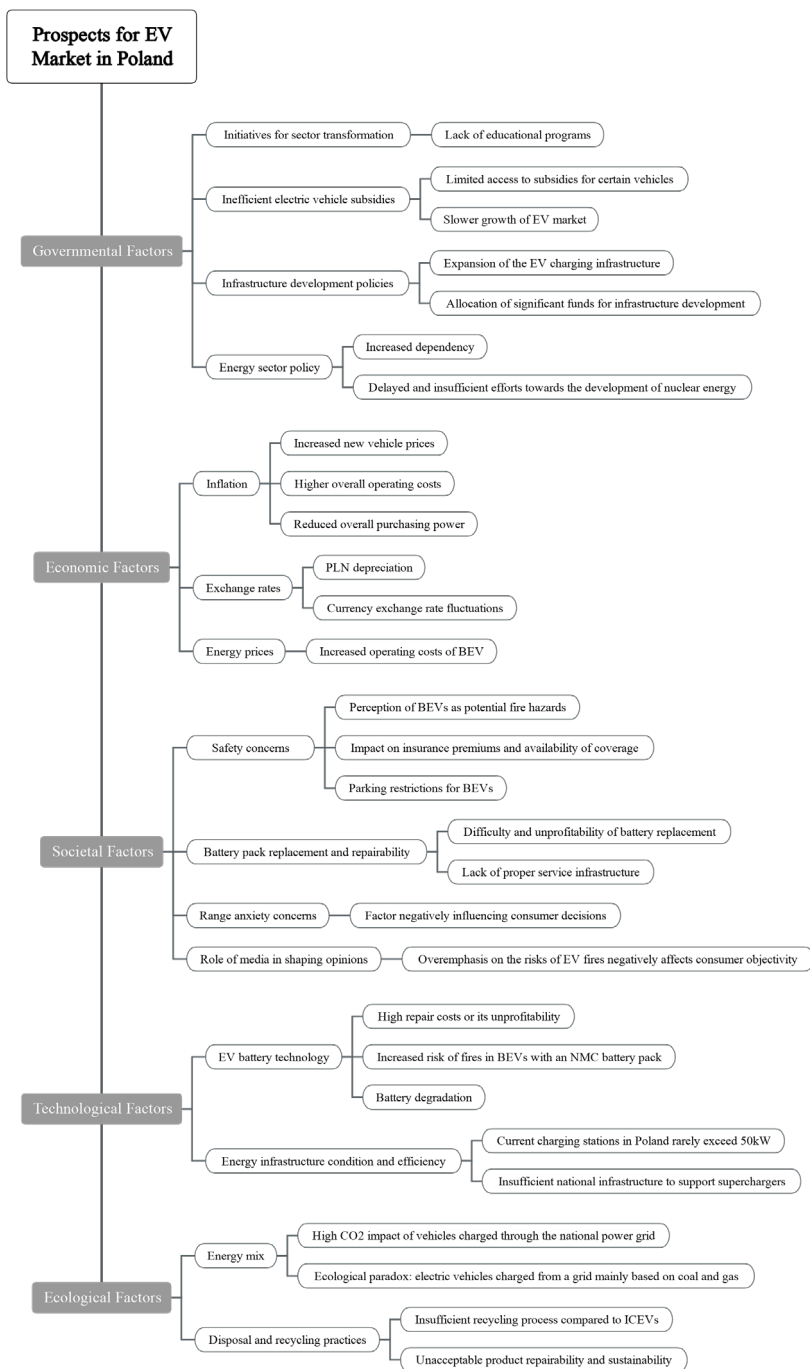 Prospects for EV
Market in Poland
Governmental Factors
Initiatives for sector transformation
Lack of educational programs
Inefficient electric vehicle subsidies
Limited access to subsidies for certain vehicles
Slower growth of EV market
Infrastructure development policies
Expansion of the EV charging infrastructure
Allocation of significant funds for infrastructure development
Energy sector policy
Increased dependency
Delayed and insufficient efforts towards the development of nuclear energy
Economic Factors
Inflation
Increased new vehicle prices
Higher overall operating costs
Reduced overall purchasing power
Exchange rates
PLN depreciation
Currency exchange rate fluctuations
Energy prices
Increased operating costs of BEV
Societal Factors
Safety concerns
Perception of BEVs as potential fire hazards
Impact on insurance premiums and availability of coverage
Parking restrictions for BEVs
Battery pack replacement and repairability
Difficulty and unprofitability of battery replacement
Lack of proper service infrastructure
Range anxiety concerns
Factor negatively influencing consumer decisions
Role of media in shaping opinions
Overemphasis on the risks of EV fires negatively affects consumer objectivity
Technological Factors
EV battery technology
High repair costs or its unprofitability
Increased risk of fires in BEVs with an NMC battery pack
Battery degradation
Energy infrastructure condition and efficiency
Current charging stations in Poland rarely exceed 50kW
Insufficient national infrastructure to support superchargers
Ecological Factors
Energy mix
High CO2 impact of vehicles charged through the national power grid
Ecological paradox: electric vehicles charged from a grid mainly based on coal and gas
Disposal and recycling practices
Insufficient recycling process compared to ICEVs
Unacceptable product repairability and sustainability